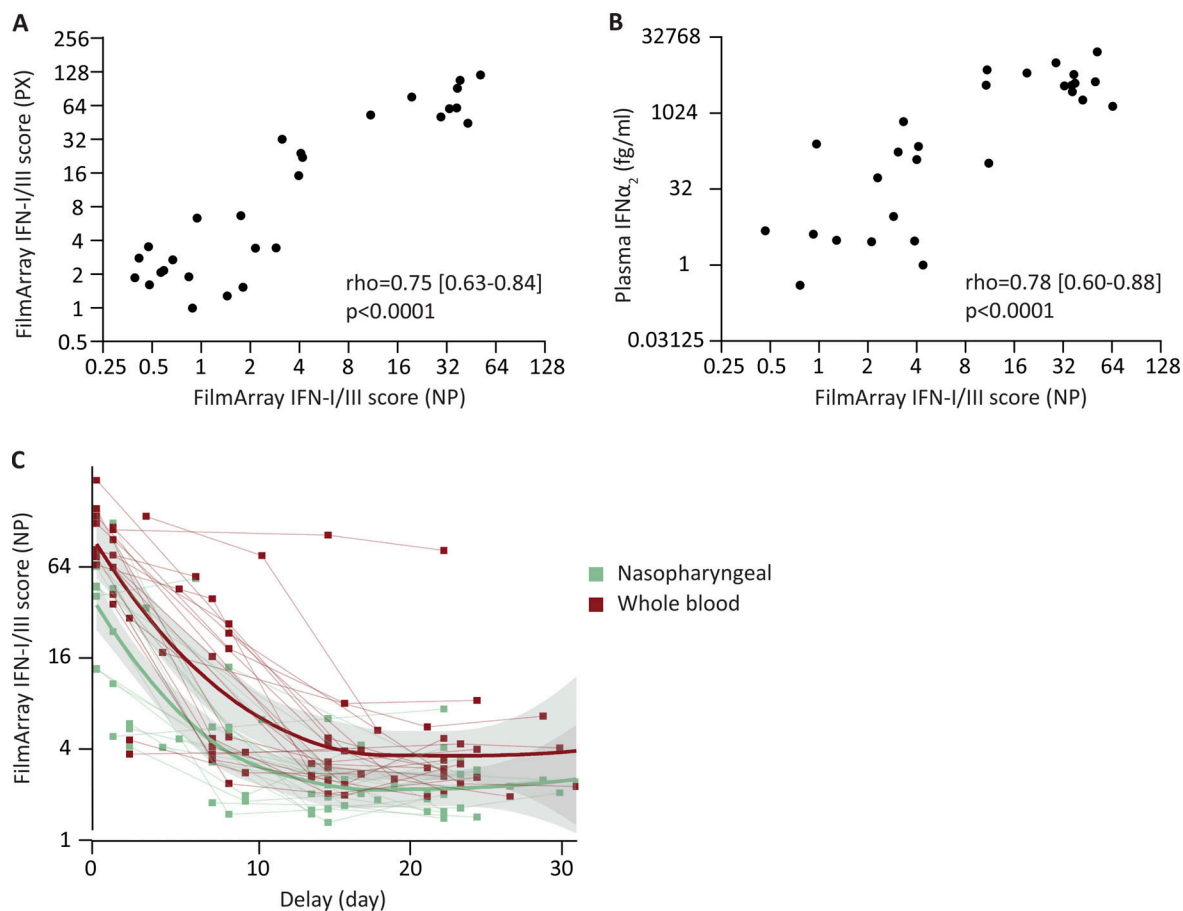 A
256
128
64
32
16
8
4
2
1
0.5
FilmArray IFN-I/III score (PX)
rho=0.75 [0.63-0.84]
p<0.0001
0.25 0.5 1 2 4 8 16 32 64 128
FilmArray IFN-I/III score (NP)
B
32768
1024
32
1
0.03125
Plasma IFNα2 (fg/ml)
rho=0.78 [0.60-0.88]
p<0.0001
0.25 0.5 1 2 4 8 16 32 64 128
FilmArray IFN-I/III score (NP)
C
64
16
4
1
FilmArray IFN-I/III score (NP)
0 10 20 30
Delay (day)
Nasopharyngeal
Whole blood